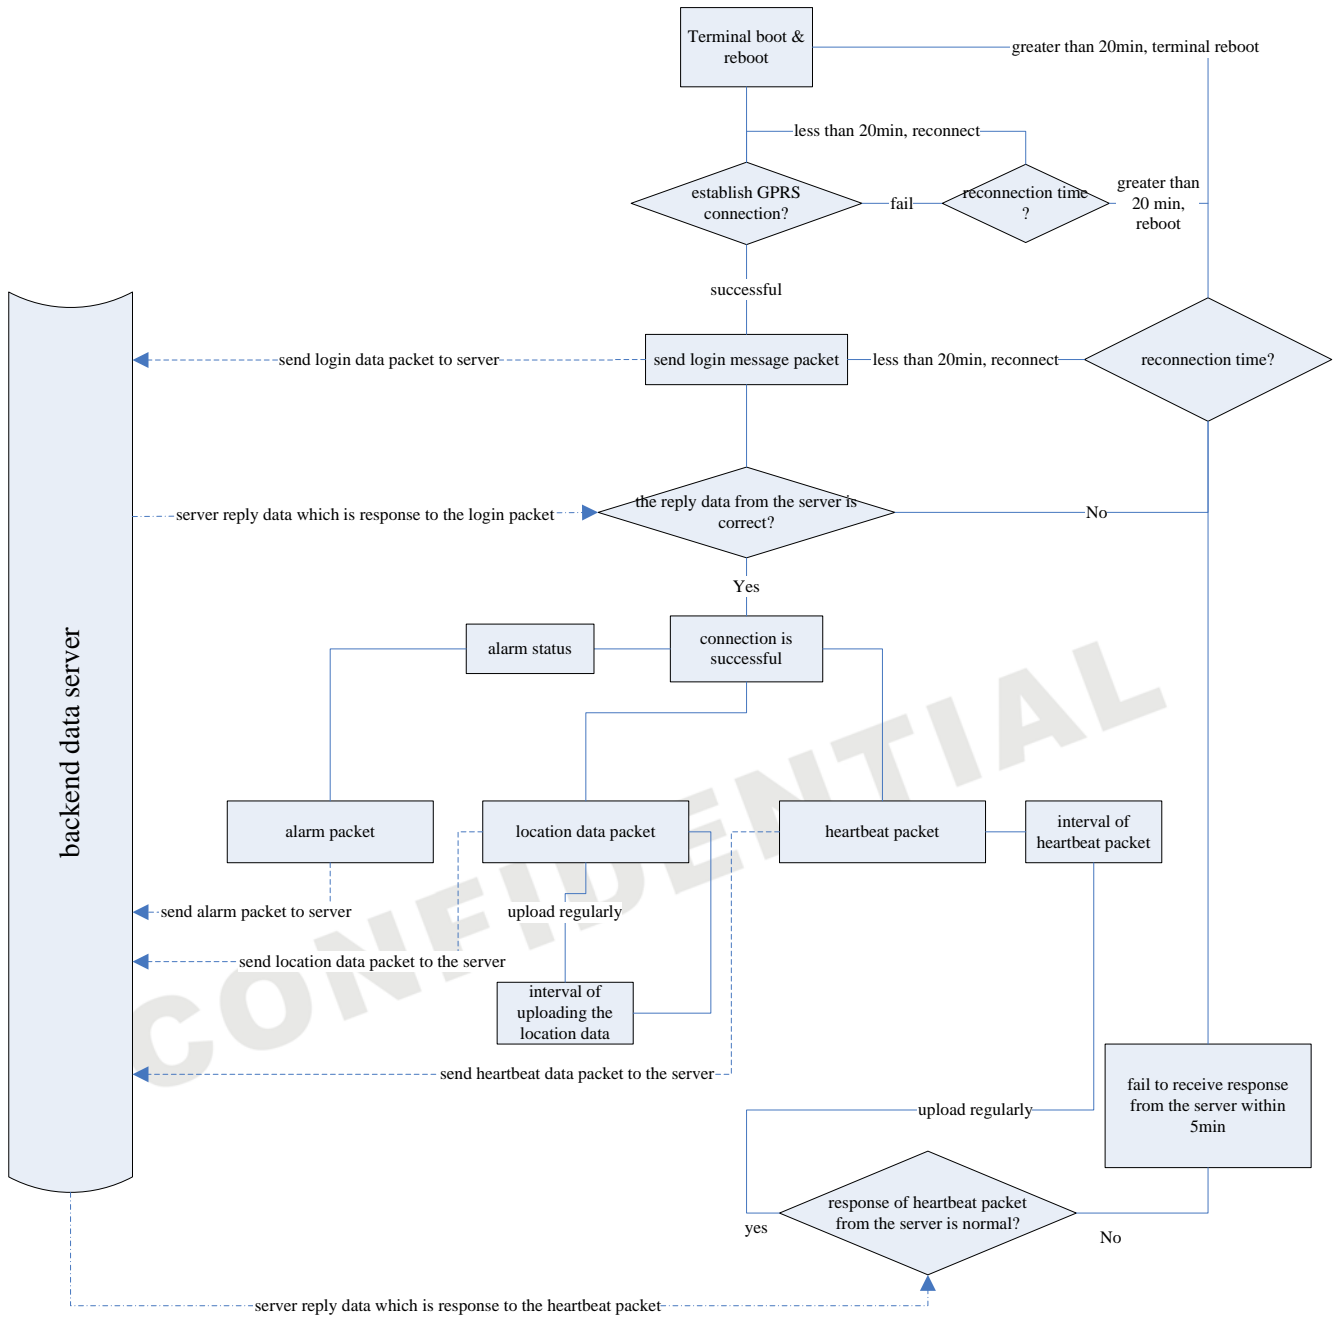 Terminal boot &
reboot
greater than 20min, terminal reboot
less than 20min, reconnect
establish GPRS
connection?
fail
reconnection time
?
greater than
20 min,
reboot
successful
send login data packet to server
send login message packet
less than 20min, reconnect
reconnection time?
server reply data which is response to the login packet
the reply data from the server is
correct?
No
Yes
backend data server
alarm status
connection is
successful
CONFIDENTIAL
alarm packet
location data packet
heartbeat packet
interval of
heartbeat packet
send alarm packet to server
upload regularly
send location data packet to the server
interval of
uploading the
location data
send heartbeat data packet to the server
fail to receive response
from the server within
5min
upload regularly
response of heartbeat packet
from the server is normal?
yes
No
server reply data which is response to the heartbeat packet